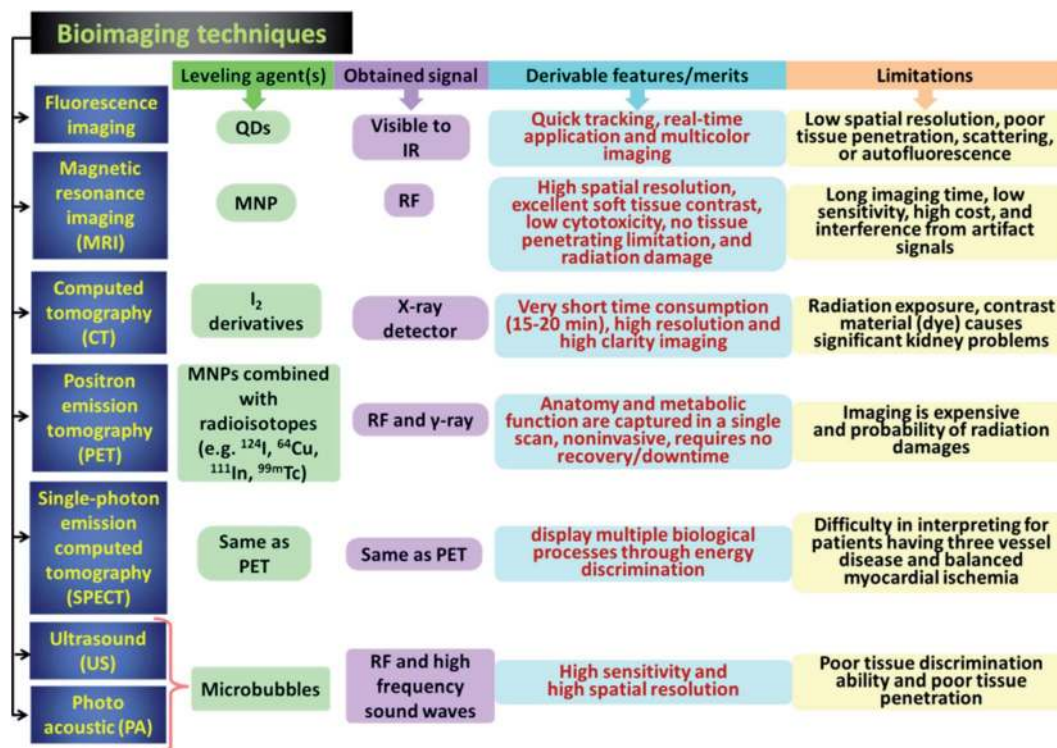 Bioimaging techniques
Leveling agent(s)
Obtained signal
Derivable features/merits
Limitations
Fluorescence
imaging
QDs
Visible to
IR
Quick tracking, real-time
application and multicolor
imaging
Low spatial resolution, poor
tissue penetration, scattering,
or autofluorescence
Magnetic
resonance
imaging
(MRI)
MNP
RF
High spatial resolution,
excellent soft tissue contrast,
low cytotoxicity, no tissue
penetrating limitation, and
radiation damage
Long imaging time, low
sensitivity, high cost, and
interference from artifact
signals
Computed
tomography
(CT)
I₂
derivatives
X-ray
detector
Very short time consumption
(15-20 min), high resolution and
high clarity imaging
Radiation exposure, contrast
material (dye) causes
significant kidney problems
Positron
emission
tomography
(PET)
MNPs combined
with
radioisotopes
(e.g. ¹²⁴I, ⁶⁴Cu,
¹¹¹In, ⁹⁹ᵐTc)
RF and γ-ray
Anatomy and metabolic
function are captured in a single
scan, noninvasive, requires no
recovery/downtime
Imaging is expensive
and probability of radiation
damages
Single-photon
emission
computed
tomography
(SPECT)
Same as
PET
Same as PET
display multiple biological
processes through energy
discrimination
Difficulty in interpreting for
patients having three vessel
disease and balanced
myocardial ischemia
Ultrasound
(US)
Photo
acoustic (PA)
Microbubbles
RF and high
frequency
sound waves
High sensitivity and
high spatial resolution
Poor tissue discrimination
ability and poor tissue
penetration